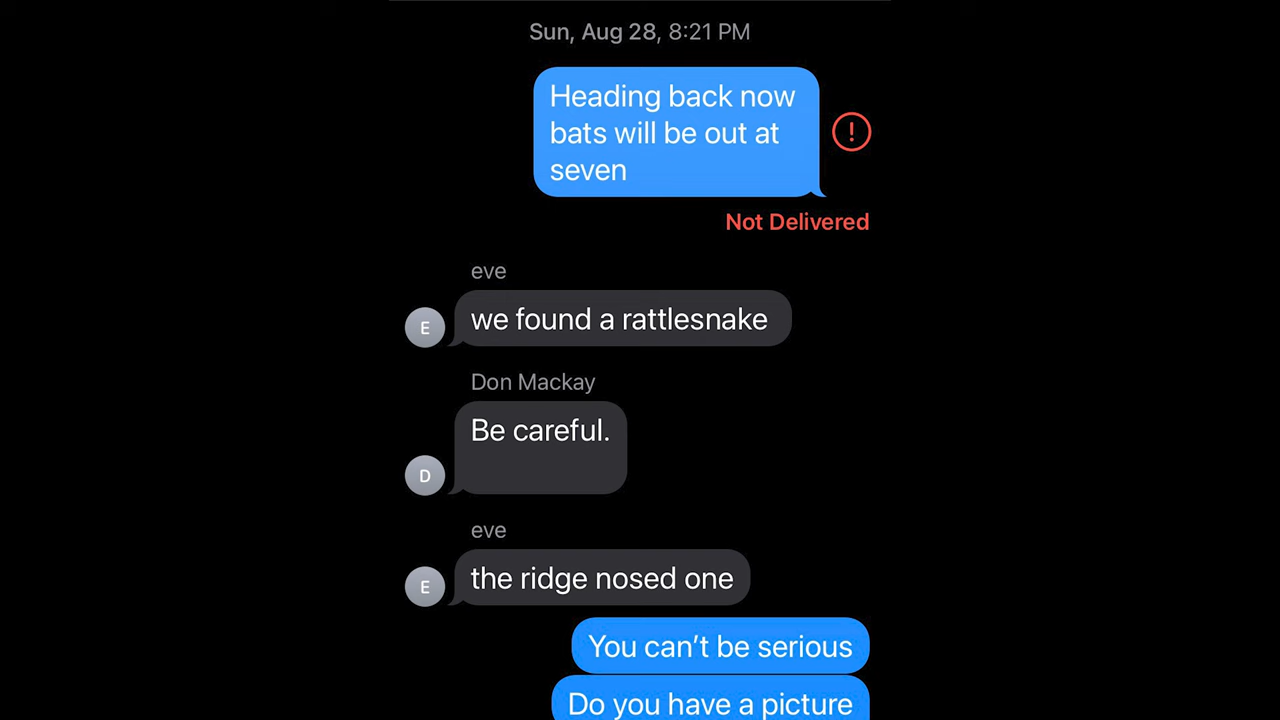 Sun, Aug 28, 8:21 PM
Heading back now
bats will be out at
seven
!
Not Delivered
eve
E
we found a rattlesnake
Don Mackay
Be careful.
D
eve
E
the ridge nosed one
You can’t be serious
Do you have a picture